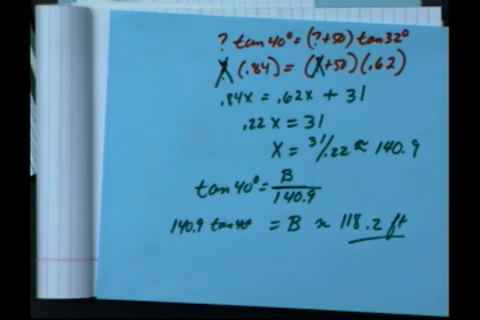 ? tan 40° = (? + 50) tan 32°
X (.84) = (X + 50) (.62)
.84x = .62x + 31
.22x = 31
X = 31/.22 ≈ 140.9
tan 40° = B/140.9
140.9 tan 40° = B ≈ 118.2 ft